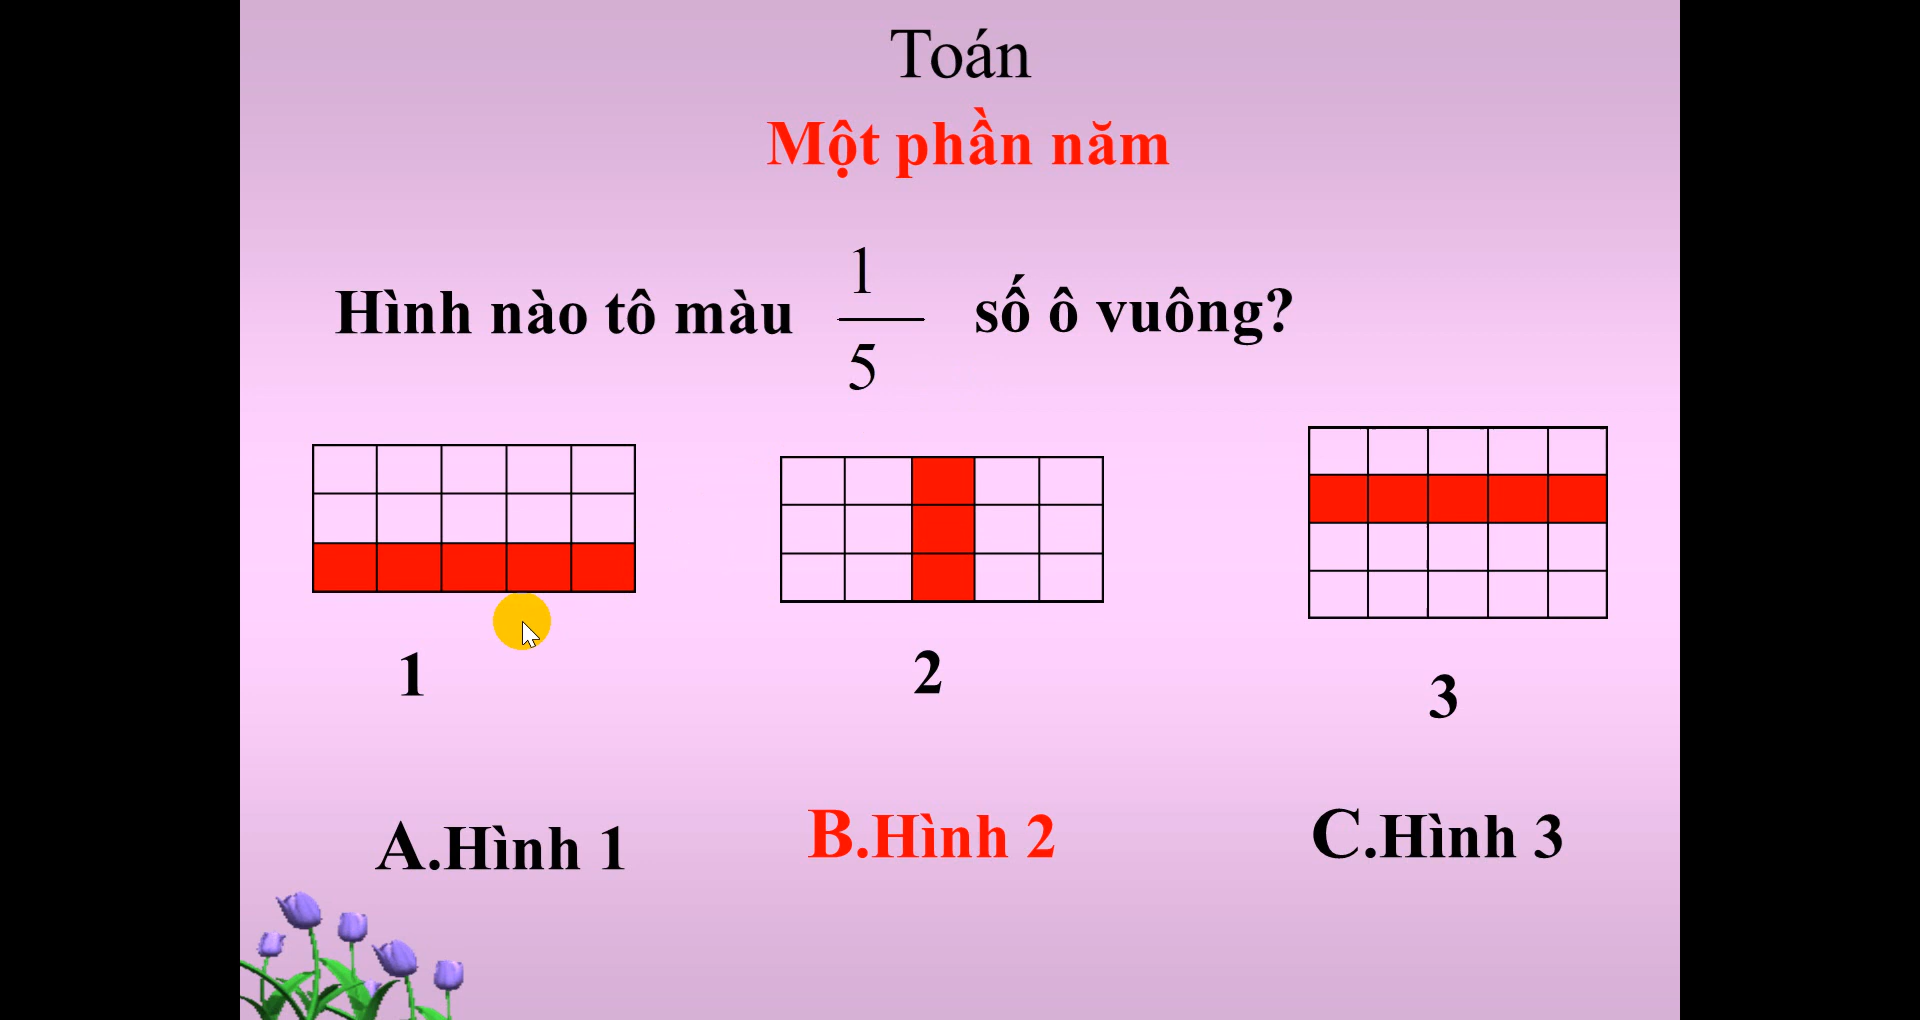 Toán
Một phần năm
Hình nào tô màu 1/5 số ô vuông?
1 2 3
A.Hình 1 B.Hình 2 C.Hình 3